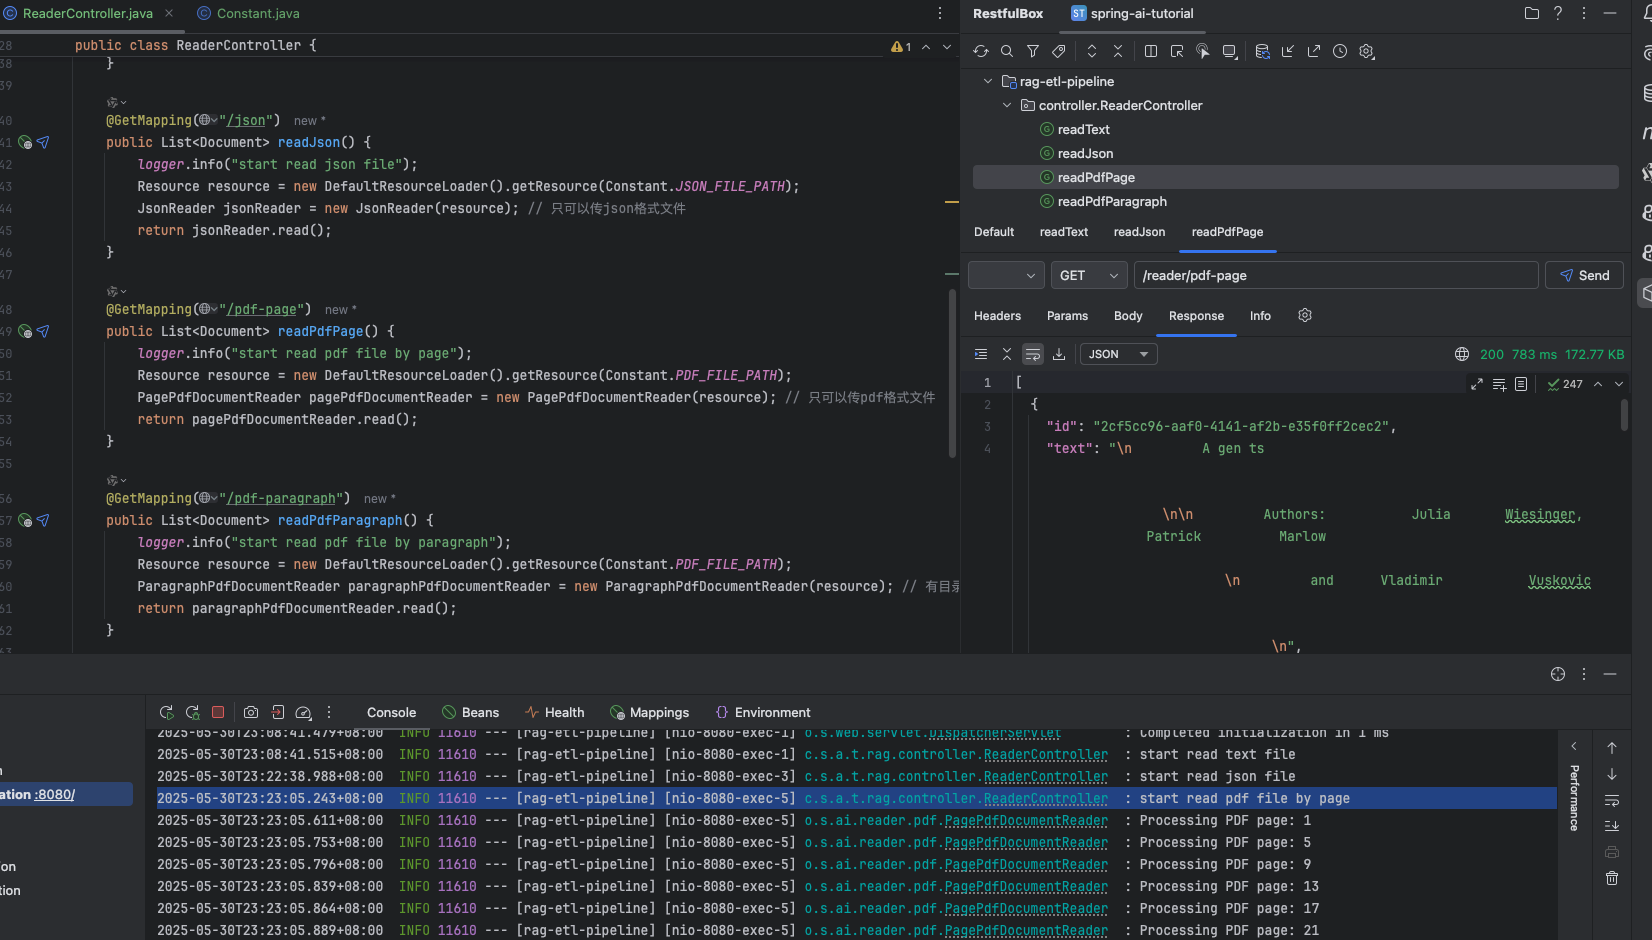 ReaderController.java
Constant.java
28 public class ReaderController {
1
38 }
39
40 @GetMapping("/json") new *
41 public List<Document> readJson() {
42 logger.info("start read json file");
43 Resource resource = new DefaultResourceLoader().getResource(Constant.JSON_FILE_PATH);
44 JsonReader jsonReader = new JsonReader(resource); // 只可以传json格式文件
45 return jsonReader.read();
46 }
47
48 @GetMapping("/pdf-page") new *
49 public List<Document> readPdfPage() {
50 logger.info("start read pdf file by page");
51 Resource resource = new DefaultResourceLoader().getResource(Constant.PDF_FILE_PATH);
52 PagePdfDocumentReader pagePdfDocumentReader = new PagePdfDocumentReader(resource); // 只可以传pdf格式文件
53 return pagePdfDocumentReader.read();
54 }
55
56 @GetMapping("/pdf-paragraph") new *
57 public List<Document> readPdfParagraph() {
58 logger.info("start read pdf file by paragraph");
59 Resource resource = new DefaultResourceLoader().getResource(Constant.PDF_FILE_PATH);
60 ParagraphPdfDocumentReader paragraphPdfDocumentReader = new ParagraphPdfDocumentReader(resource); // 有目录
61 return paragraphPdfDocumentReader.read();
62 }
63
RestfulBox ST spring-ai-tutorial
rag-etl-pipeline
controller.ReaderController
readText
readJson
readPdfPage
readPdfParagraph
Default readText readJson readPdfPage
GET /reader/pdf-page Send
Headers Params Body Response Info
JSON 200 783 ms 172.77 KB
1 [ 247
2 {
3 "id": "2cf5cc96-aaf0-4141-af2b-e35f0ff2cec2",
4 "text": "\n A gen ts
\n\n Authors: Julia Wiesinger,
Patrick Marlow
\n and Vladimir Vuskovic
\n",
Console Beans Health Mappings Environment
2025-05-30T23:08:41.479+08:00 INFO 11610 --- [rag-etl-pipeline] [nio-8080-exec-1] o.s.web.servlet.DispatcherServlet : Completed initialization in 1 ms
2025-05-30T23:08:41.515+08:00 INFO 11610 --- [rag-etl-pipeline] [nio-8080-exec-1] c.s.a.t.rag.controller.ReaderController : start read text file
2025-05-30T23:22:38.988+08:00 INFO 11610 --- [rag-etl-pipeline] [nio-8080-exec-3] c.s.a.t.rag.controller.ReaderController : start read json file
2025-05-30T23:23:05.243+08:00 INFO 11610 --- [rag-etl-pipeline] [nio-8080-exec-5] c.s.a.t.rag.controller.ReaderController : start read pdf file by page
2025-05-30T23:23:05.611+08:00 INFO 11610 --- [rag-etl-pipeline] [nio-8080-exec-5] o.s.ai.reader.pdf.PagePdfDocumentReader : Processing PDF page: 1
2025-05-30T23:23:05.753+08:00 INFO 11610 --- [rag-etl-pipeline] [nio-8080-exec-5] o.s.ai.reader.pdf.PagePdfDocumentReader : Processing PDF page: 5
2025-05-30T23:23:05.796+08:00 INFO 11610 --- [rag-etl-pipeline] [nio-8080-exec-5] o.s.ai.reader.pdf.PagePdfDocumentReader : Processing PDF page: 9
2025-05-30T23:23:05.839+08:00 INFO 11610 --- [rag-etl-pipeline] [nio-8080-exec-5] o.s.ai.reader.pdf.PagePdfDocumentReader : Processing PDF page: 13
2025-05-30T23:23:05.864+08:00 INFO 11610 --- [rag-etl-pipeline] [nio-8080-exec-5] o.s.ai.reader.pdf.PagePdfDocumentReader : Processing PDF page: 17
2025-05-30T23:23:05.889+08:00 INFO 11610 --- [rag-etl-pipeline] [nio-8080-exec-5] o.s.ai.reader.pdf.PagePdfDocumentReader : Processing PDF page: 21
n
ation :8080/
on
tion
Performance